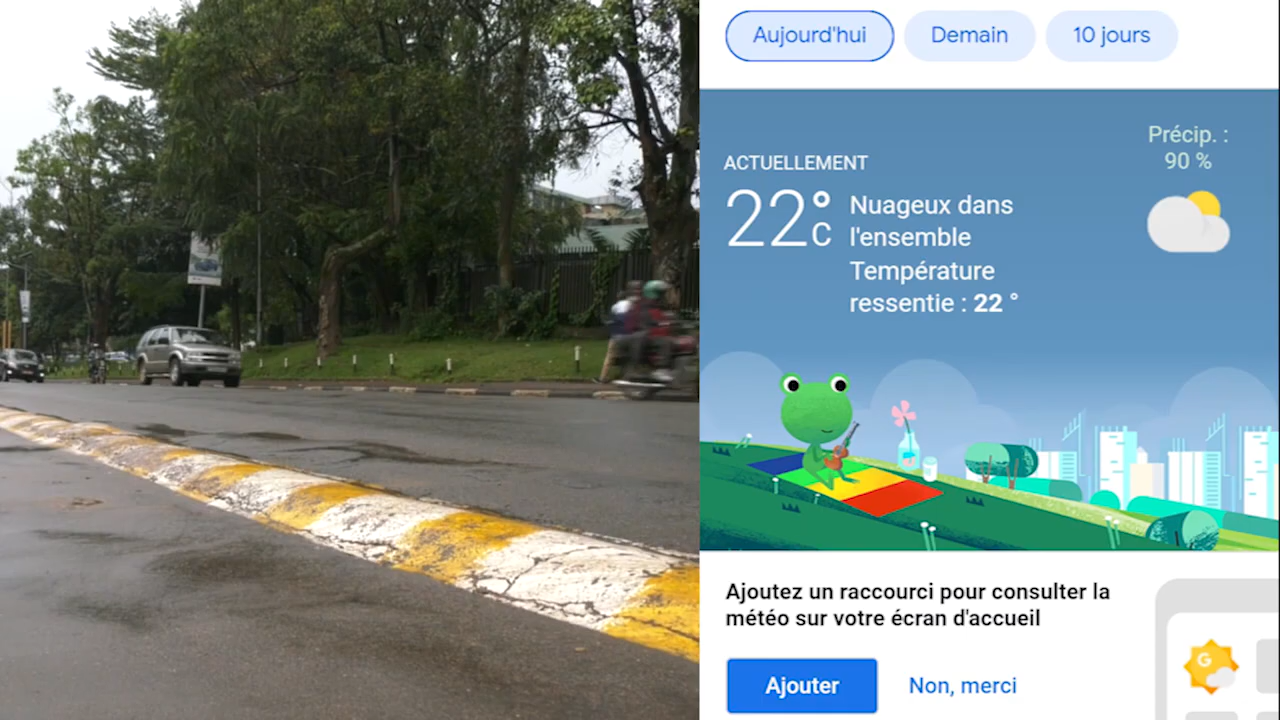 Aujourd'hui
Demain
10 jours
Précip. :
90 %
ACTUELLEMENT
22°C
Nuageux dans
l'ensemble
Température
ressentie : 22 °
Ajoutez un raccourci pour consulter la
météo sur votre écran d'accueil
G
Ajouter
Non, merci